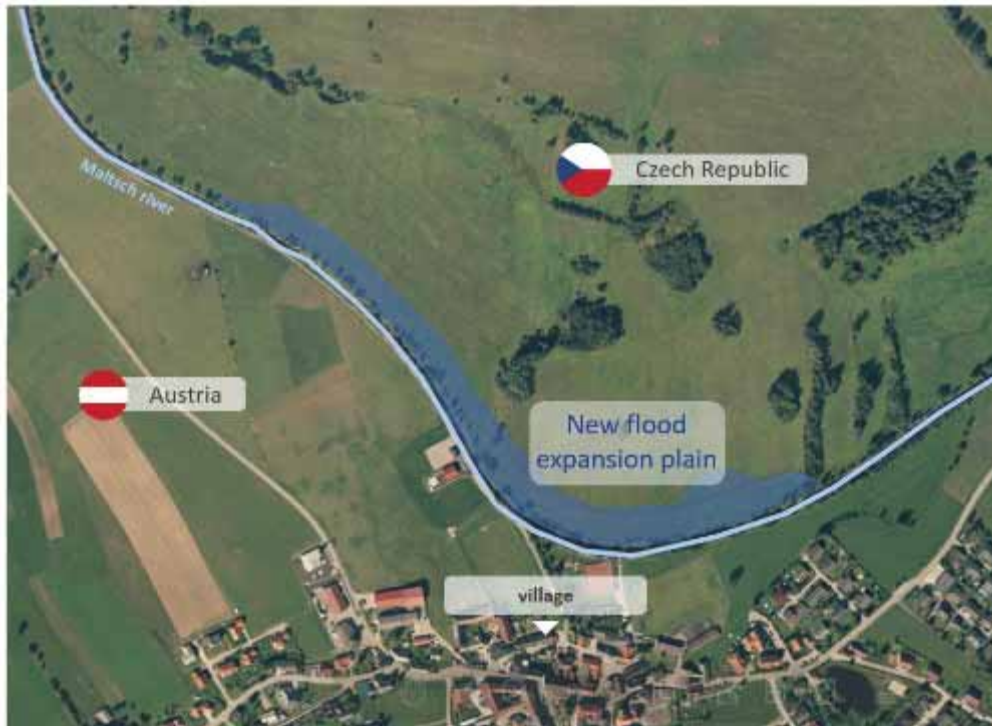 Maltsch river
Czech Republic
Austria
New flood
expansion plain
village